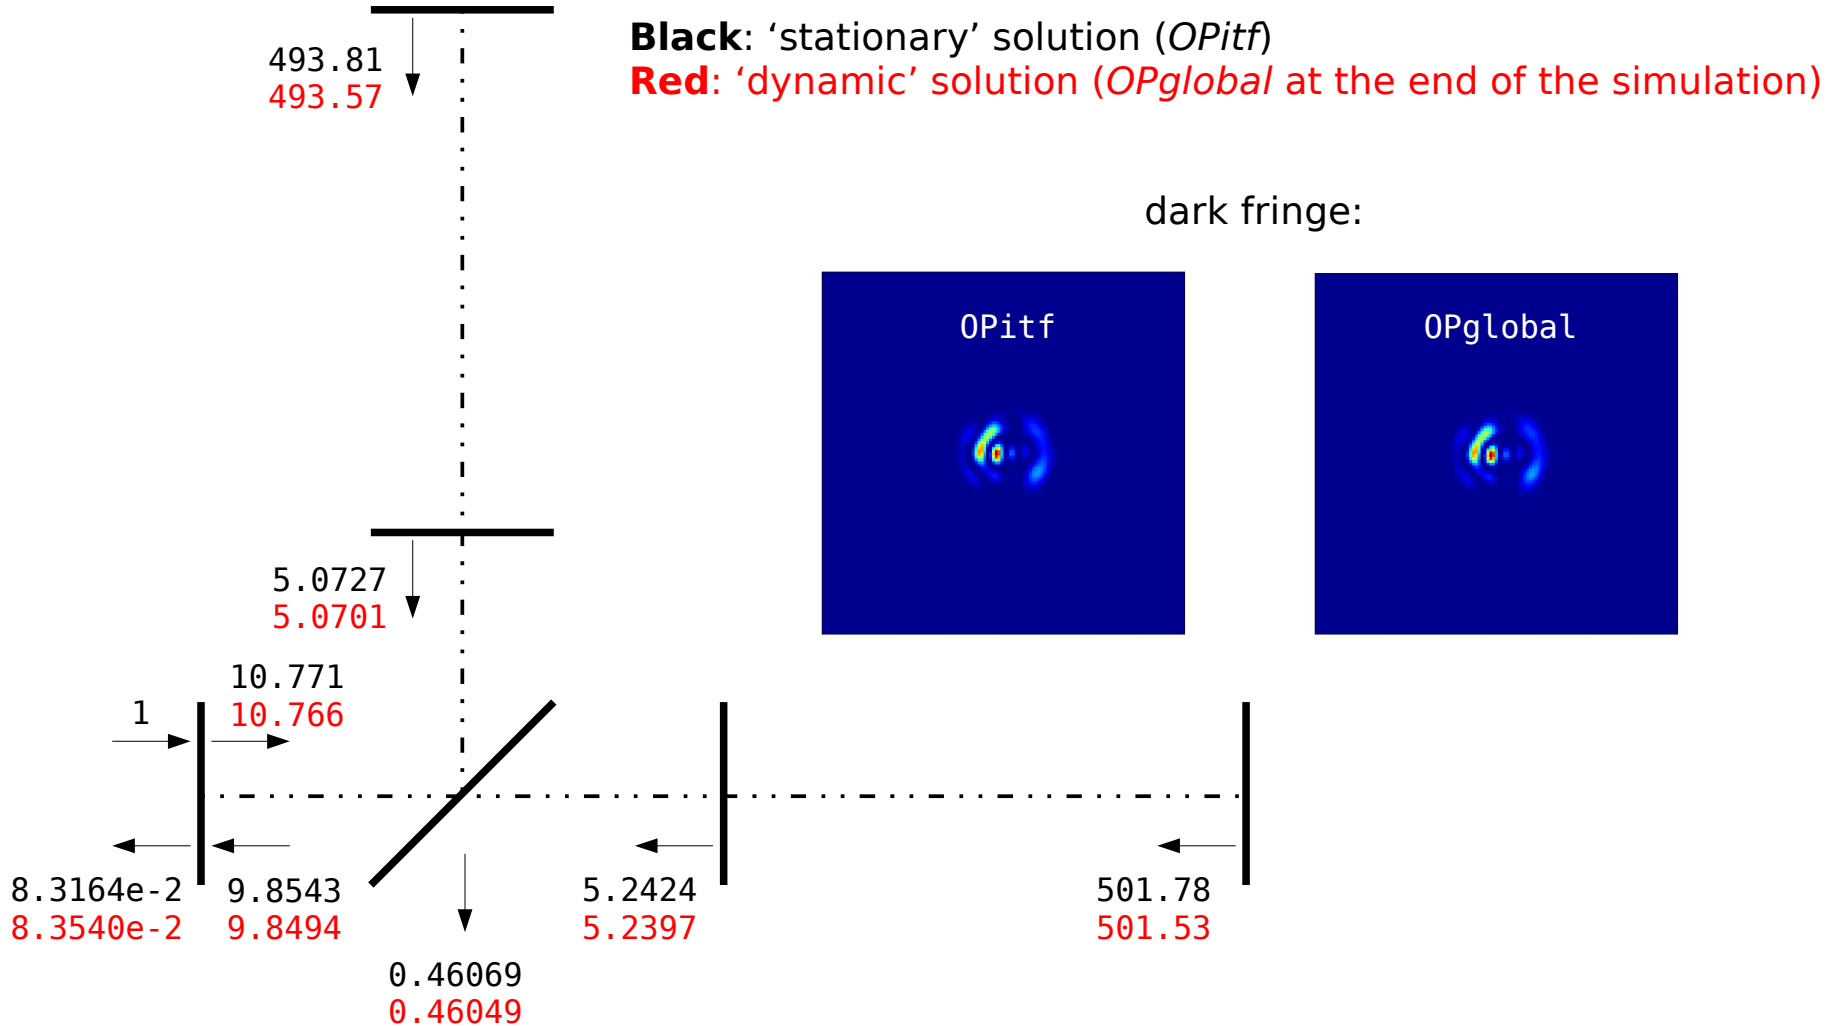 Black: ‘stationary’ solution (OPitf)
Red: ‘dynamic’ solution (OPglobal at the end of the simulation)
493.81
493.57
dark fringe:
OPitf
OPglobal
5.0727
5.0701
10.771
10.766
1
8.3164e-2
8.3540e-2
9.8543
9.8494
5.2424
5.2397
501.78
501.53
0.46069
0.46049